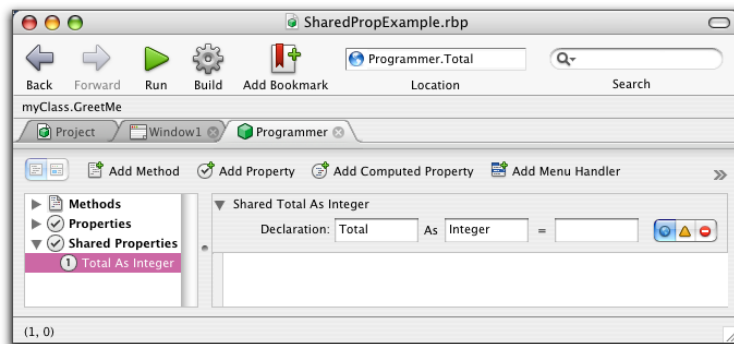 SharedPropExample.rbp
Programmer.Total
Back Forward Run Build Add Bookmark Location Search
myClass.GreetMe
Project Window1 Programmer
Add Method Add Property Add Computed Property Add Menu Handler
Methods
Properties
Shared Properties
1 Total As Integer
Shared Total As Integer
Declaration: Total As Integer =
(1, 0)